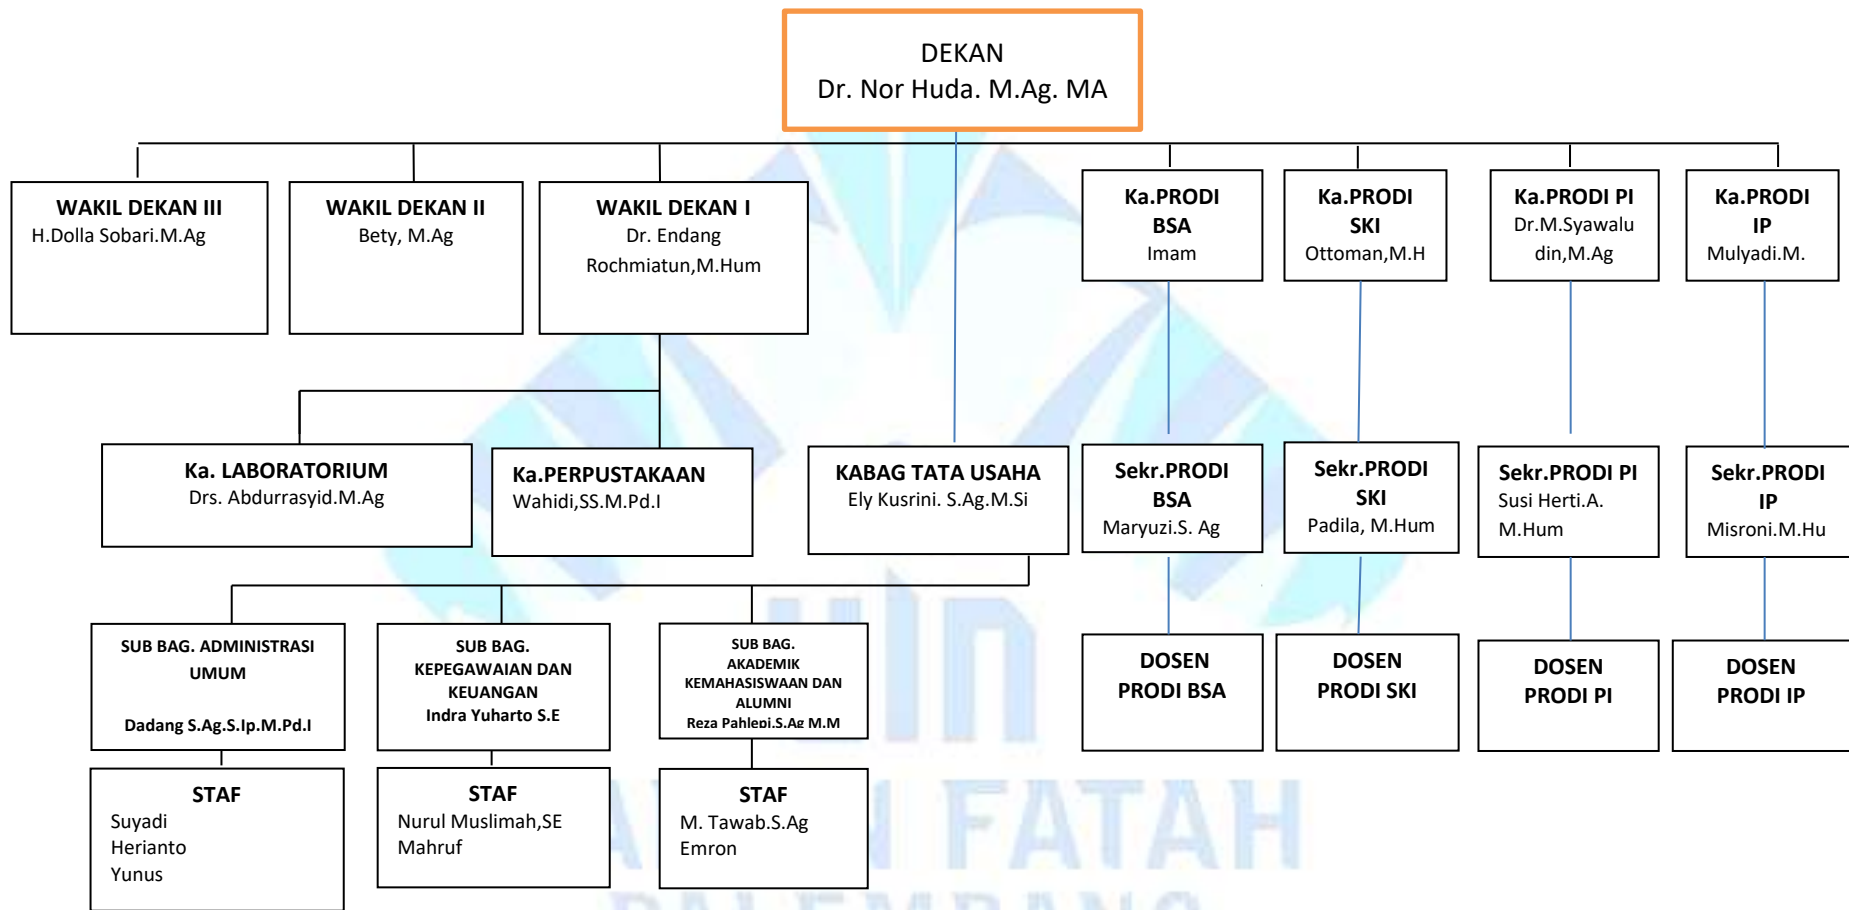 DEKAN
Dr. Nor Huda. M.Ag. MA
WAKIL DEKAN III
H.Dolla Sobari.M.Ag
WAKIL DEKAN II
Bety, M.Ag
WAKIL DEKAN I
Dr. Endang
Rochmiatun,M.Hum
Ka.PRODI
BSA
Imam
Ka.PRODI
SKI
Ottoman,M.H
Ka.PRODI PI
Dr.M.Syawalu
din,M.Ag
Ka.PRODI
IP
Mulyadi.M.
Ka. LABORATORIUM
Drs. Abdurrasyid.M.Ag
Ka.PERPUSTAKAAN
Wahidi,SS.M.Pd.I
KABAG TATA USAHA
Ely Kusrini. S.Ag.M.Si
Sekr.PRODI
BSA
Maryuzi.S. Ag
Sekr.PRODI
SKI
Padila, M.Hum
Sekr.PRODI PI
Susi Herti.A.
M.Hum
Sekr.PRODI
IP
Misroni.M.Hu
SUB BAG. ADMINISTRASI
UMUM
Dadang S.Ag.S.Ip.M.Pd.I
SUB BAG.
KEPEGAWAIAN DAN
KEUANGAN
Indra Yuharto S.E
SUB BAG.
AKADEMIK
KEMAHASISWAAN DAN
ALUMNI
Reza Pahlepi.S.Ag M.M
DOSEN
PRODI BSA
DOSEN
PRODI SKI
DOSEN
PRODI PI
DOSEN
PRODI IP
STAF
Suyadi
Herianto
Yunus
STAF
Nurul Muslimah,SE
Mahruf
STAF
M. Tawab.S.Ag
Emron
uin
FATAH
PALEMBANG